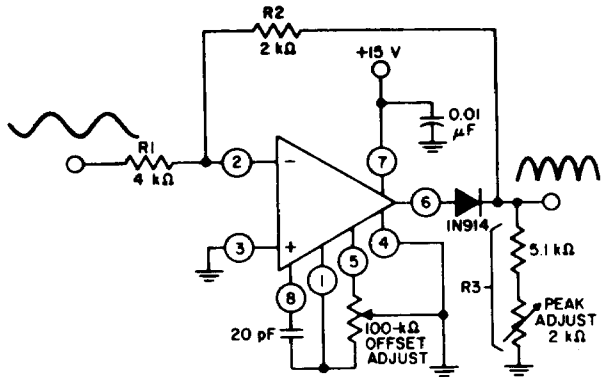 R2
2 kΩ
+15 V
0.01
μF
R1
4 kΩ
2
−
7
6
IN914
3
+
4
5
1
8
5.1 kΩ
R3
PEAK
ADJUST
2 kΩ
20 pF
100-kΩ
OFFSET
ADJUST